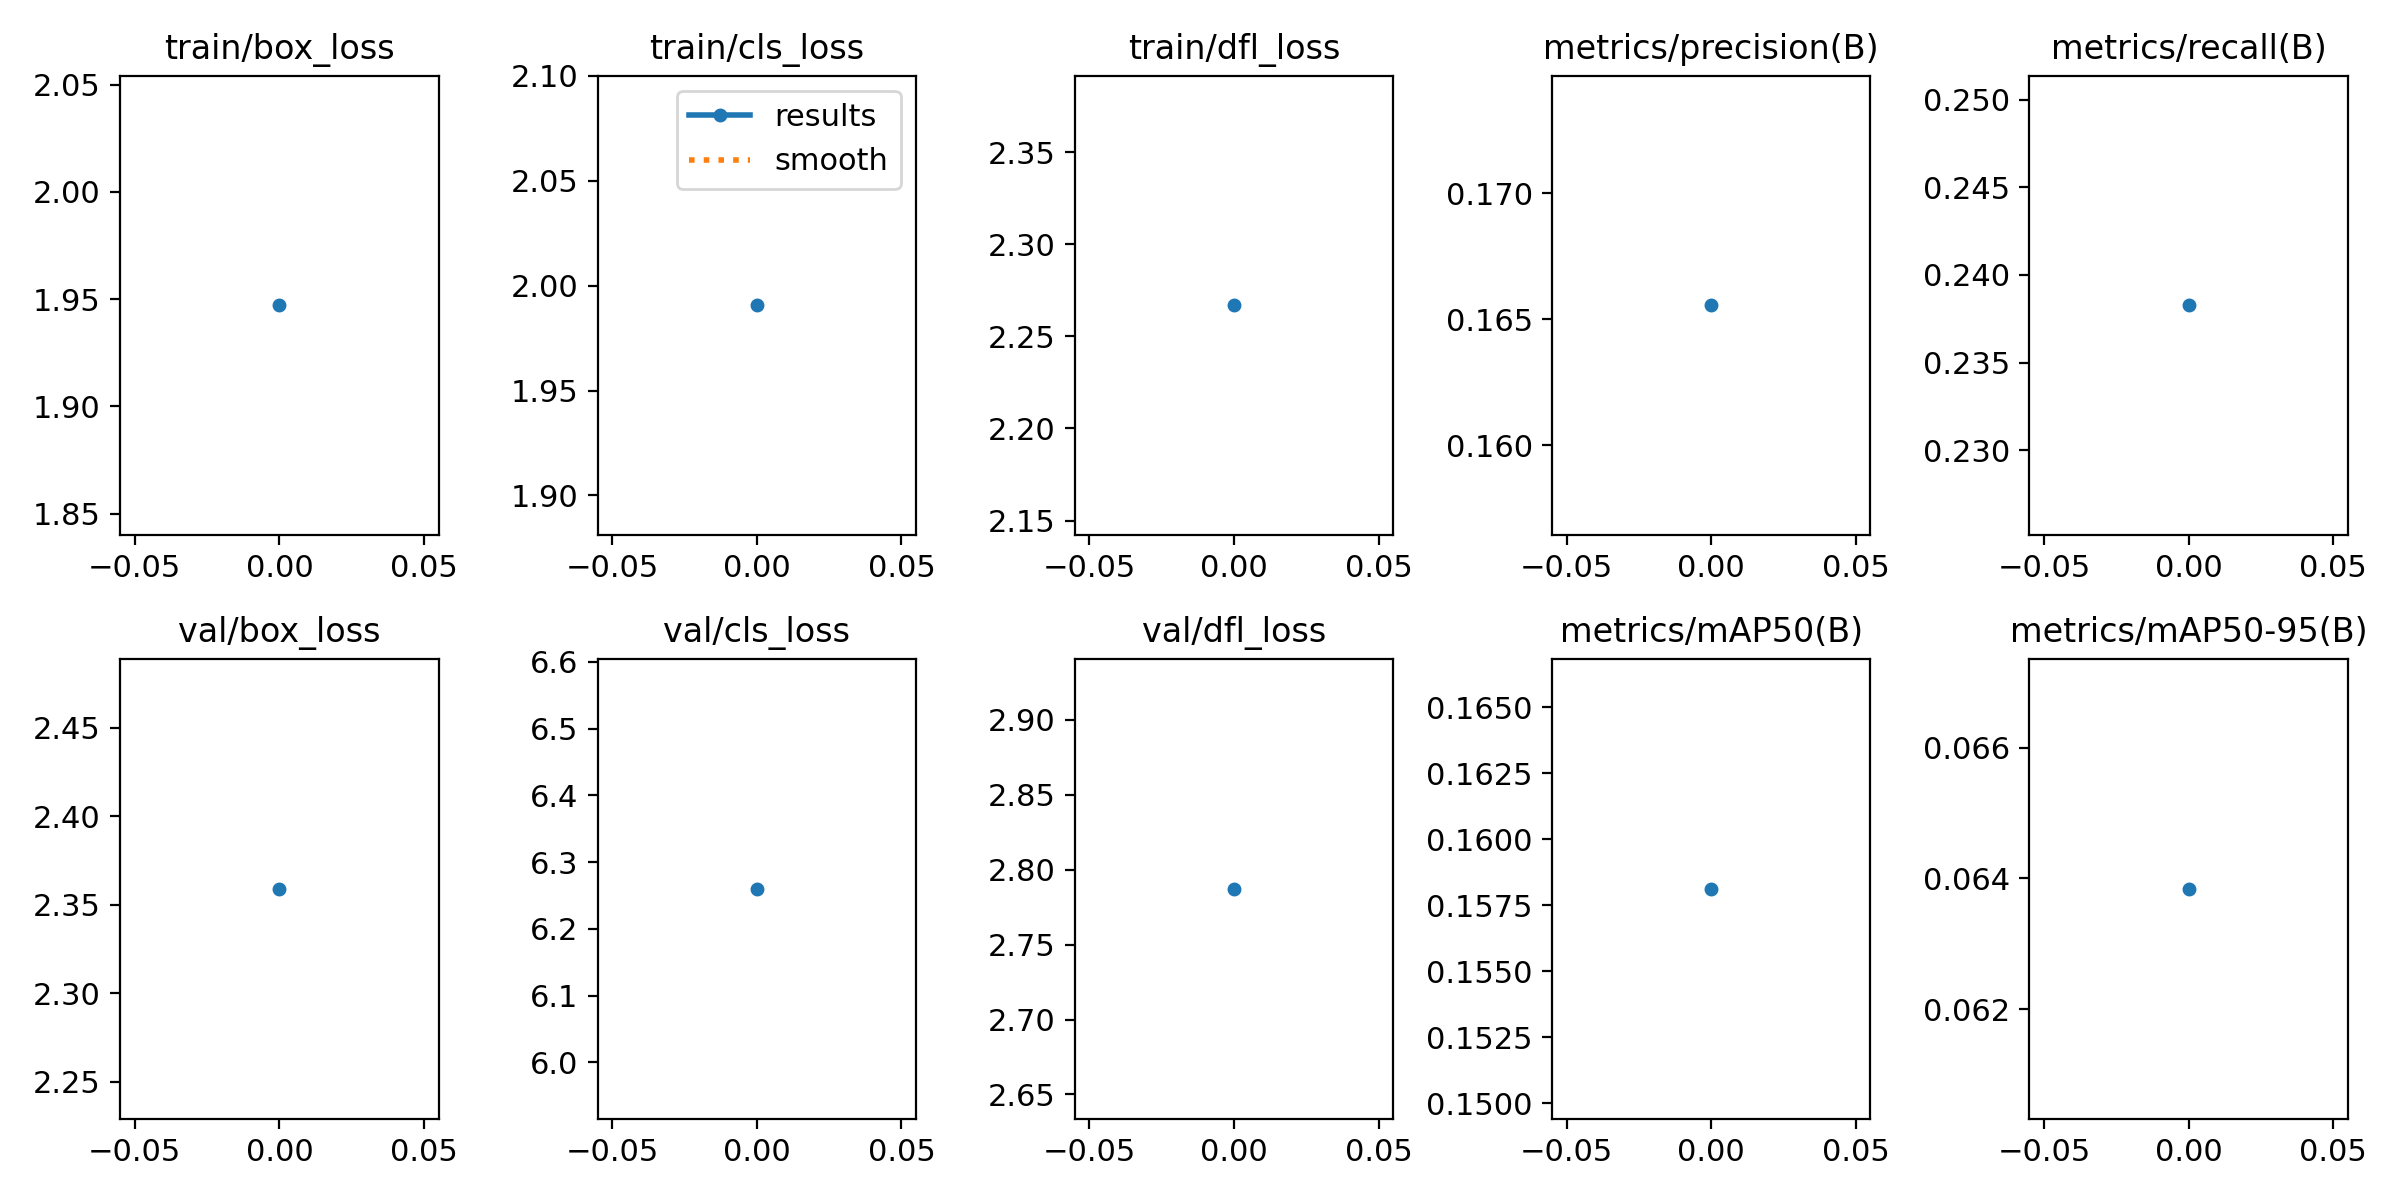 train/box_loss
2.05
2.00
1.95
1.90
1.85
−0.05 0.00 0.05
train/cls_loss
results
smooth
2.10
2.05
2.00
1.95
1.90
−0.05 0.00 0.05
train/dfl_loss
2.35
2.30
2.25
2.20
2.15
−0.05 0.00 0.05
metrics/precision(B)
0.170
0.165
0.160
−0.05 0.00 0.05
metrics/recall(B)
0.250
0.245
0.240
0.235
0.230
−0.05 0.00 0.05
val/box_loss
2.45
2.40
2.35
2.30
2.25
−0.05 0.00 0.05
val/cls_loss
6.6
6.5
6.4
6.3
6.2
6.1
6.0
−0.05 0.00 0.05
val/dfl_loss
2.90
2.85
2.80
2.75
2.70
2.65
−0.05 0.00 0.05
metrics/mAP50(B)
0.1650
0.1625
0.1600
0.1575
0.1550
0.1525
0.1500
−0.05 0.00 0.05
metrics/mAP50-95(B)
0.066
0.064
0.062
−0.05 0.00 0.05